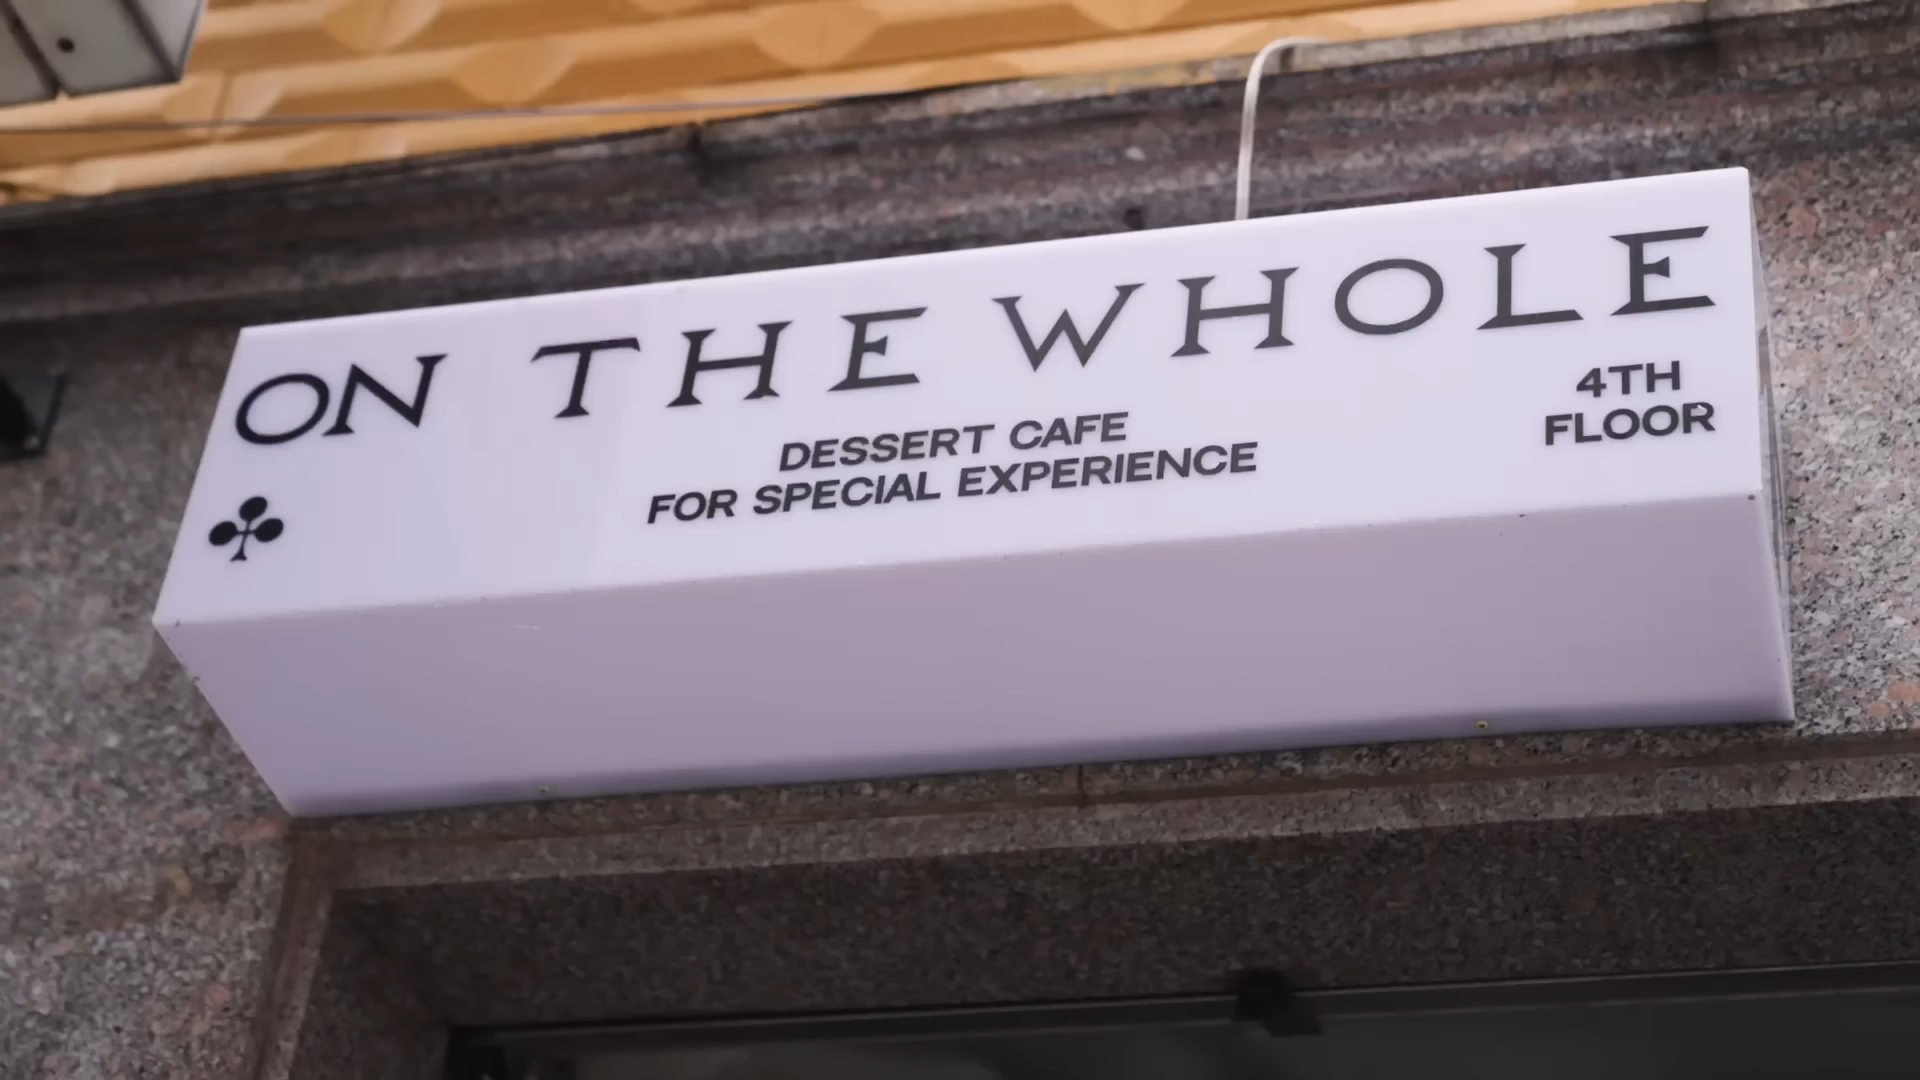 ON THE WHOLE
DESSERT CAFE
FOR SPECIAL EXPERIENCE
4TH
FLOOR